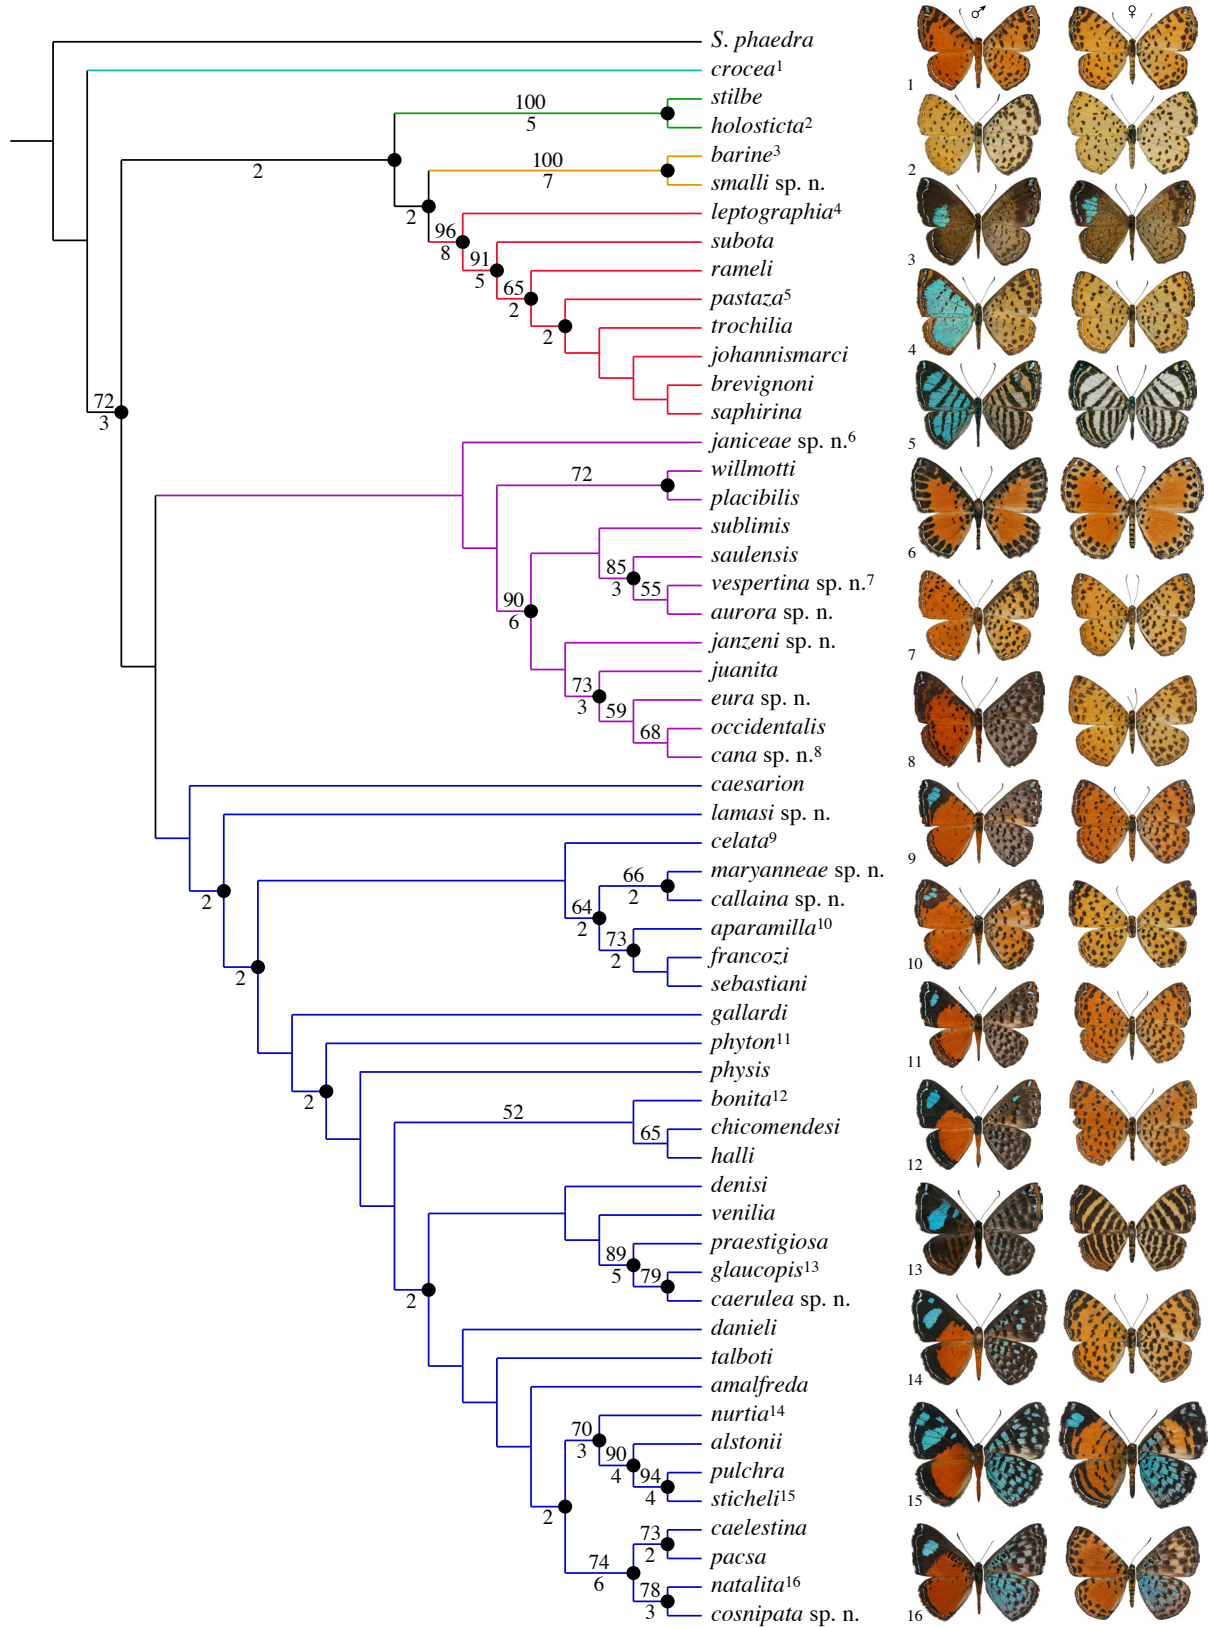 ♂ ♀
S. phaedra
crocea1
1
stilbe
100
5
holosticta2
2
barine3
100
7
smalli sp. n.
2
2
leptographia4
96
8
subota
3
91
5
rameli
65
2
pastaza5
2
trochilia
4
johannismarci
brevignoni
72
3
saphirina
5
janiceae sp. n.6
willmotti
72
placibilis
sublimis
6
saulensis
85
3
vespertina sp. n.7
55
90
6
aurora sp. n.
janzeni sp. n.
7
juanita
73
3
eura sp. n.
59
occidentalis
68
cana sp. n.8
8
caesarion
lamasi sp. n.
celata9
9
maryanneae sp. n.
66
2
callaina sp. n.
64
2
2
aparamilla10
73
2
francozi
10
2
sebastiani
gallardi
phyton11
11
physis
2
bonita12
52
chicomendesi
65
halli
12
denisi
venilia
praestigiosa
89
5
glaucopis13
13
79
caerulea sp. n.
2
danieli
talboti
14
amalfreda
nurtia14
70
3
alstonii
90
4
pulchra
94
4
sticheli15
15
2
caelestina
73
2
pacsa
74
6
natalita16
78
3
cosnipata sp. n.
16